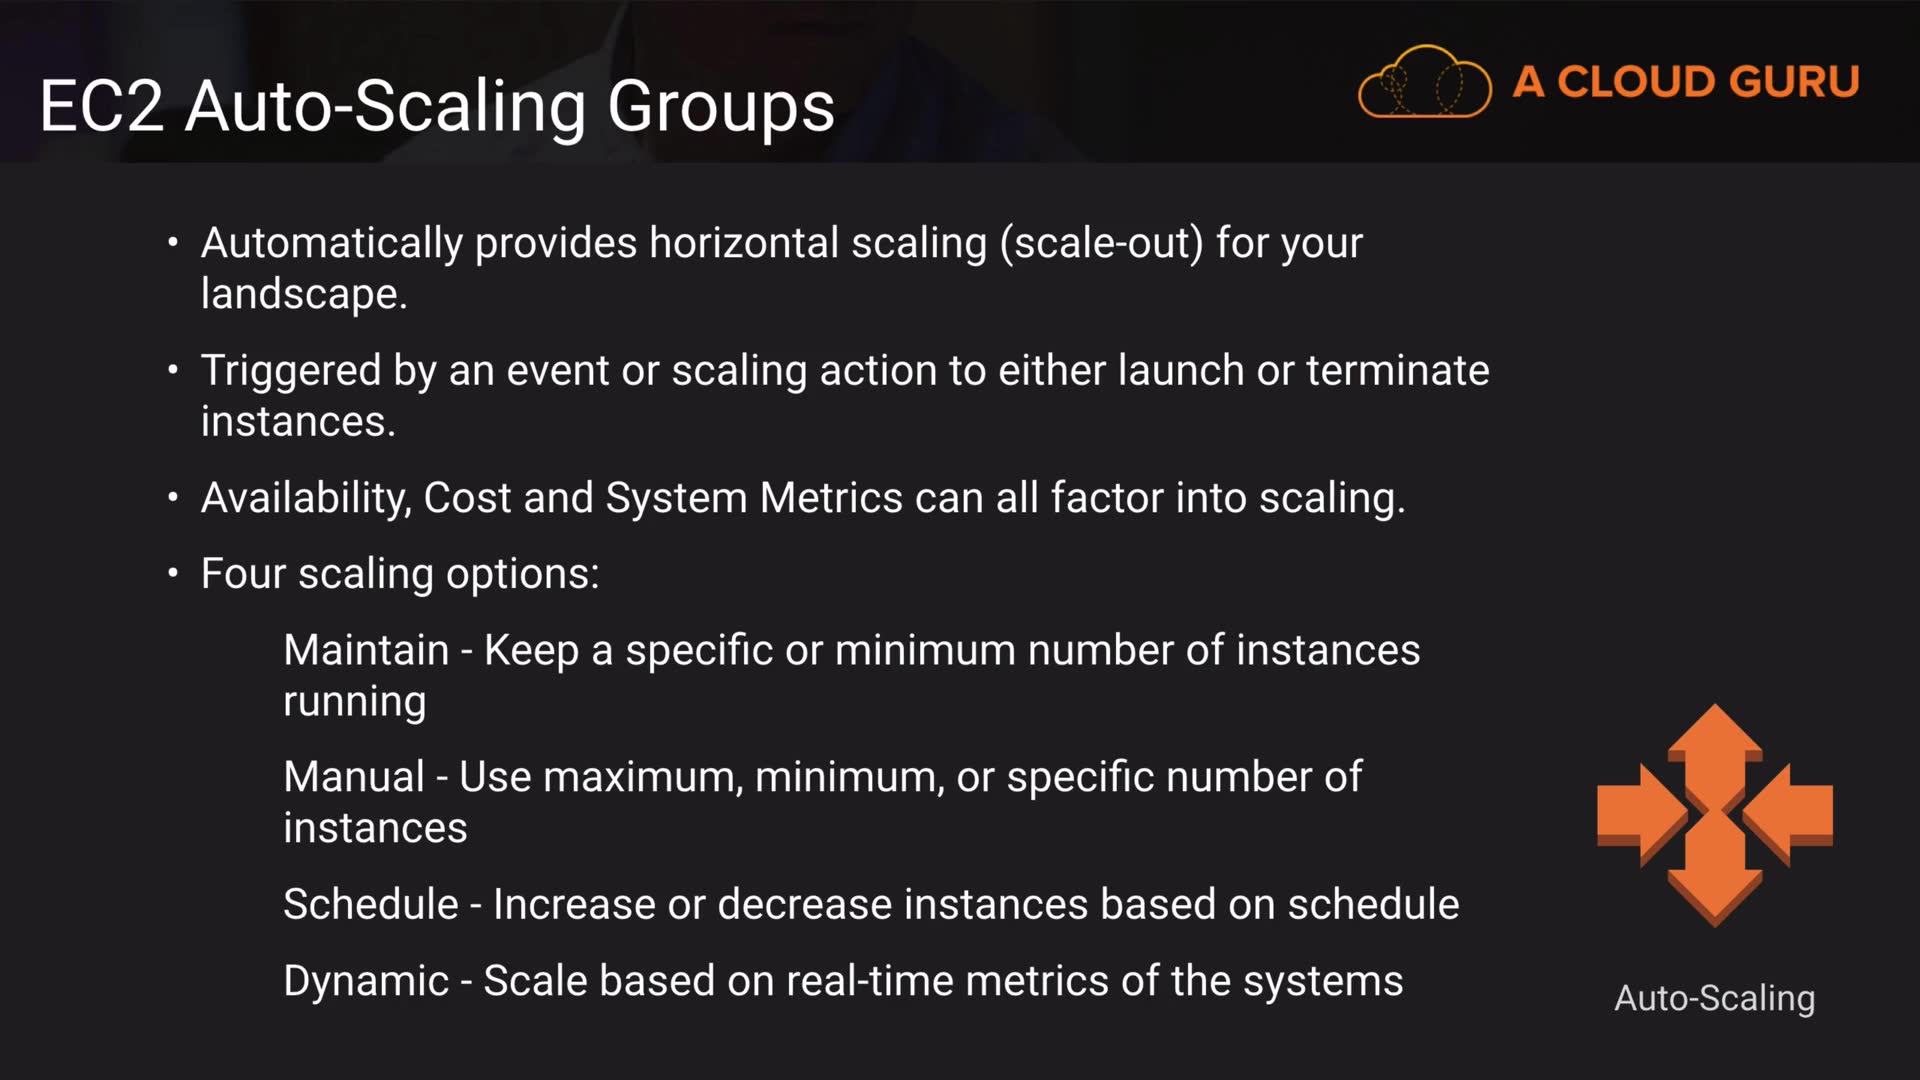 EC2 Auto-Scaling Groups
A CLOUD GURU
• Automatically provides horizontal scaling (scale-out) for your
landscape.
• Triggered by an event or scaling action to either launch or terminate
instances.
• Availability, Cost and System Metrics can all factor into scaling.
• Four scaling options:
Maintain - Keep a specific or minimum number of instances
running
Manual - Use maximum, minimum, or specific number of
instances
Schedule - Increase or decrease instances based on schedule
Dynamic - Scale based on real-time metrics of the systems
Auto-Scaling